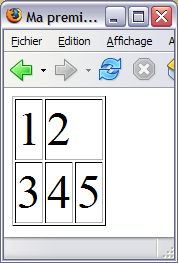 Ma premi...
Fichier Edition Affichage A
1 2
3 4 5